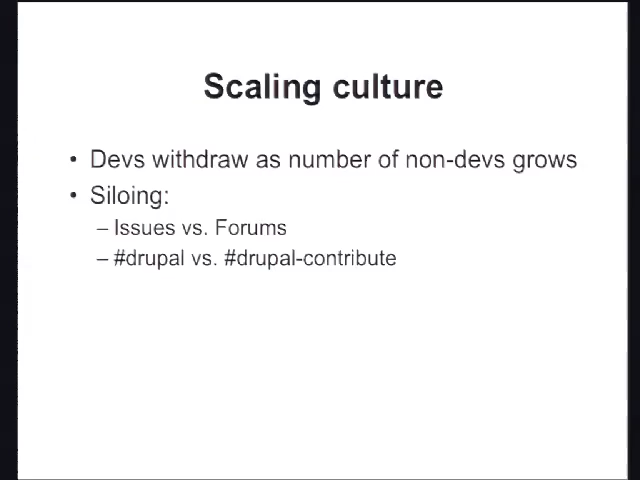 Scaling culture
• Devs withdraw as number of non-devs grows
• Siloing:
– Issues vs. Forums
– #drupal vs. #drupal-contribute